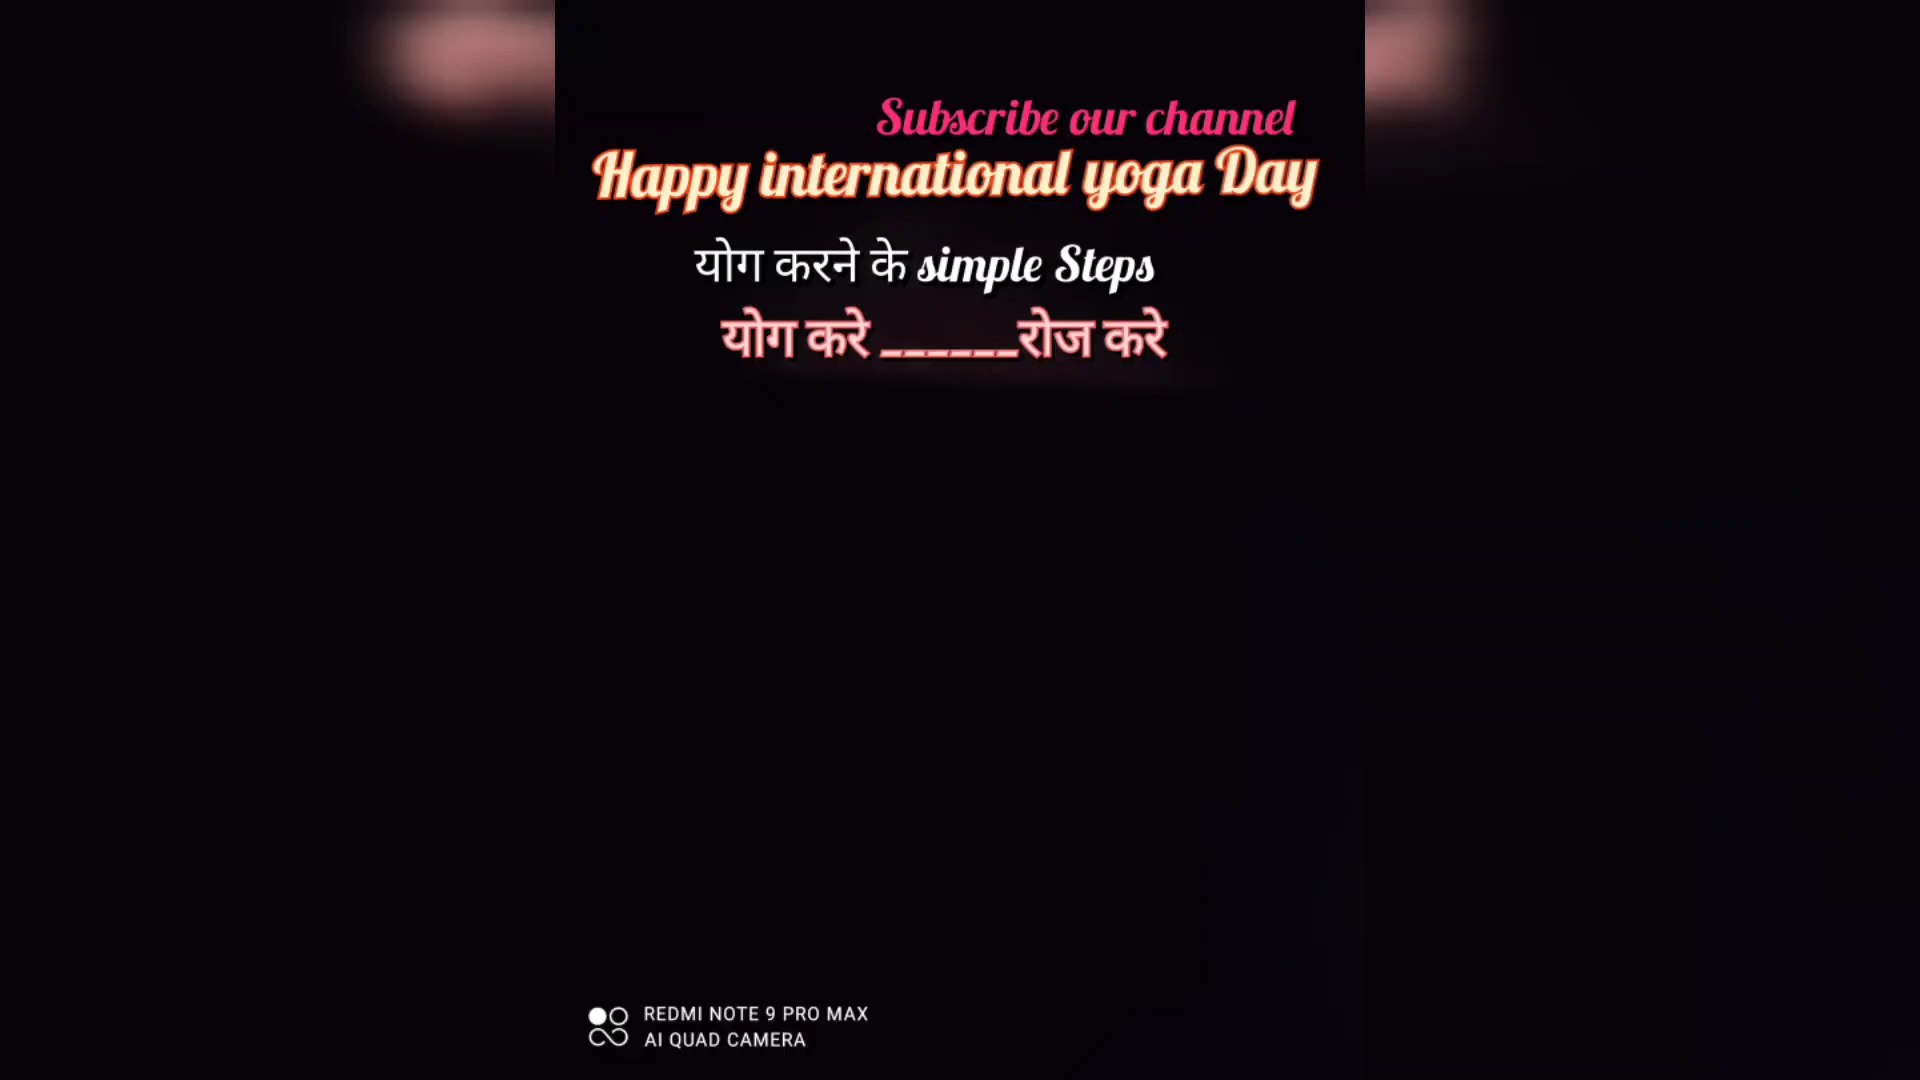 Subscribe our channel
Happy international yoga Day
योग करने के simple Steps
योग करे ______रोज करे
REDMI NOTE 9 PRO MAX
AI QUAD CAMERA